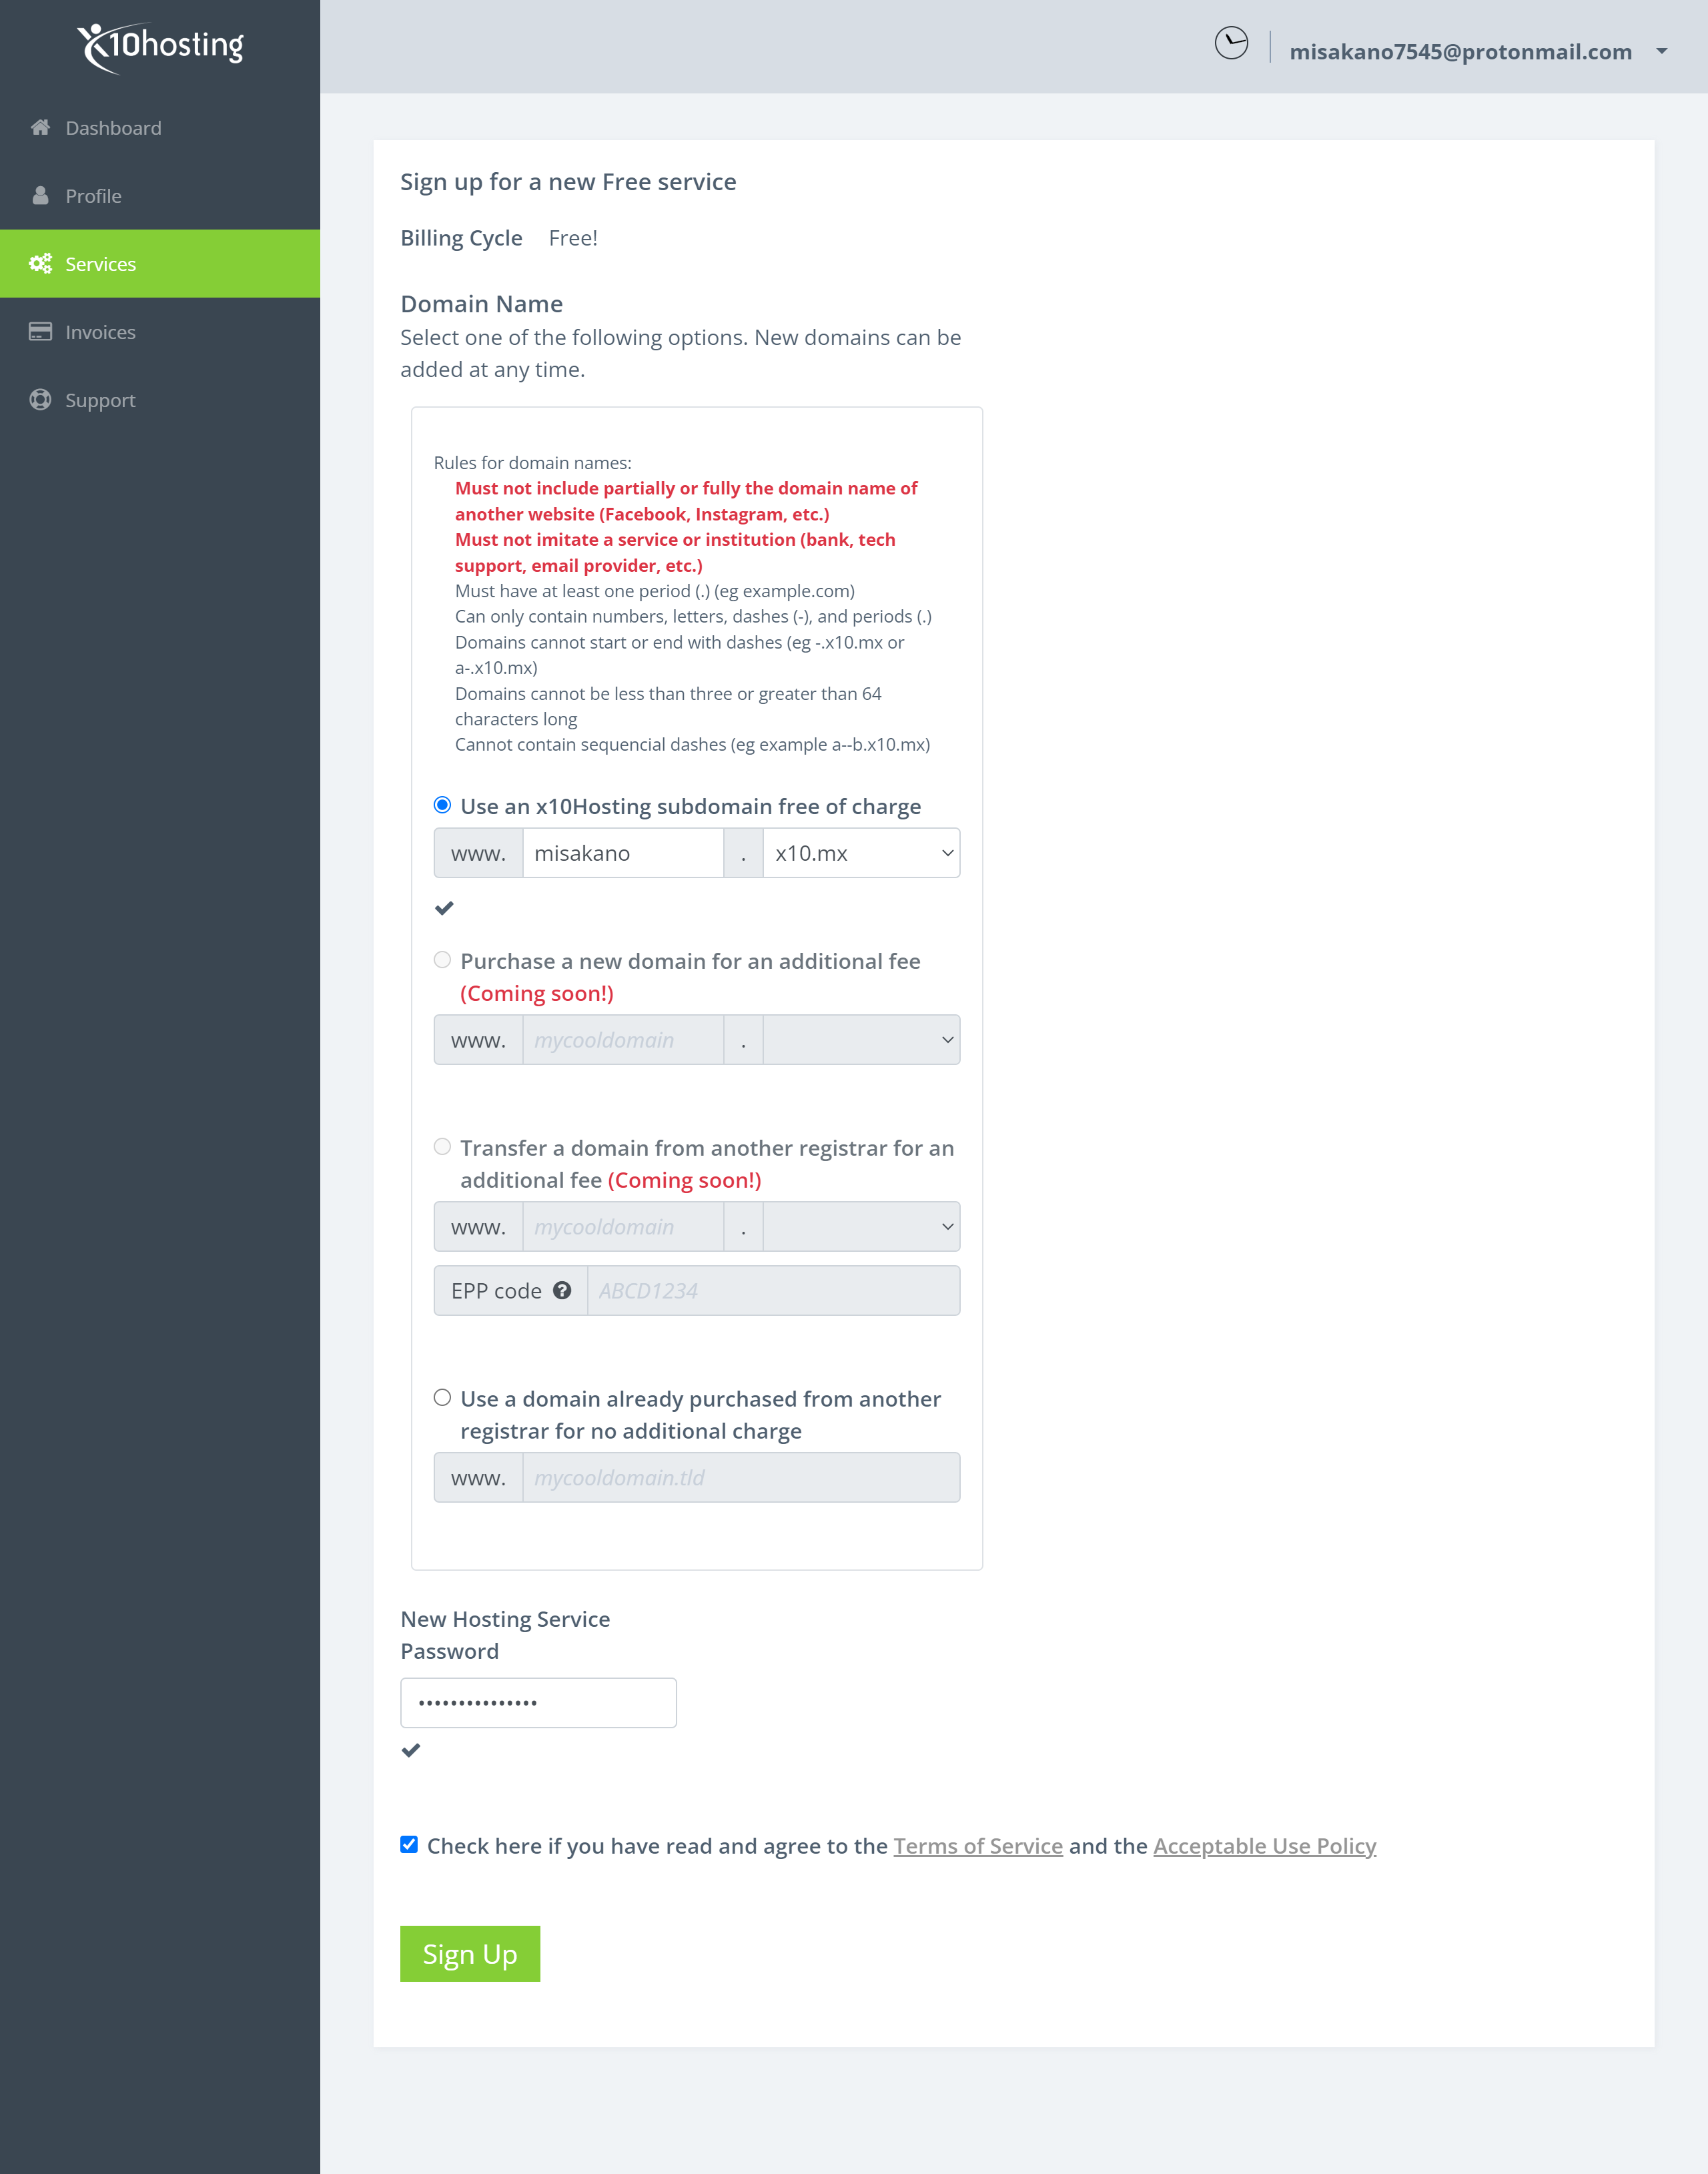 x10hosting
misakano7545@protonmail.com
Dashboard
Profile
Services
Invoices
Support
Sign up for a new Free service
Billing Cycle Free!
Domain Name
Select one of the following options. New domains can be
added at any time.
Rules for domain names:
Must not include partially or fully the domain name of
another website (Facebook, Instagram, etc.)
Must not imitate a service or institution (bank, tech
support, email provider, etc.)
Must have at least one period (.) (eg example.com)
Can only contain numbers, letters, dashes (-), and periods (.)
Domains cannot start or end with dashes (eg -.x10.mx or
a-.x10.mx)
Domains cannot be less than three or greater than 64
characters long
Cannot contain sequencial dashes (eg example a--b.x10.mx)
Use an x10Hosting subdomain free of charge
www. misakano . x10.mx
Purchase a new domain for an additional fee
(Coming soon!)
www. mycooldomain .
Transfer a domain from another registrar for an
additional fee (Coming soon!)
www. mycooldomain .
EPP code ? ABCD1234
Use a domain already purchased from another
registrar for no additional charge
www. mycooldomain.tld
New Hosting Service
Password
•••••••••••••••
Check here if you have read and agree to the Terms of Service and the Acceptable Use Policy
Sign Up